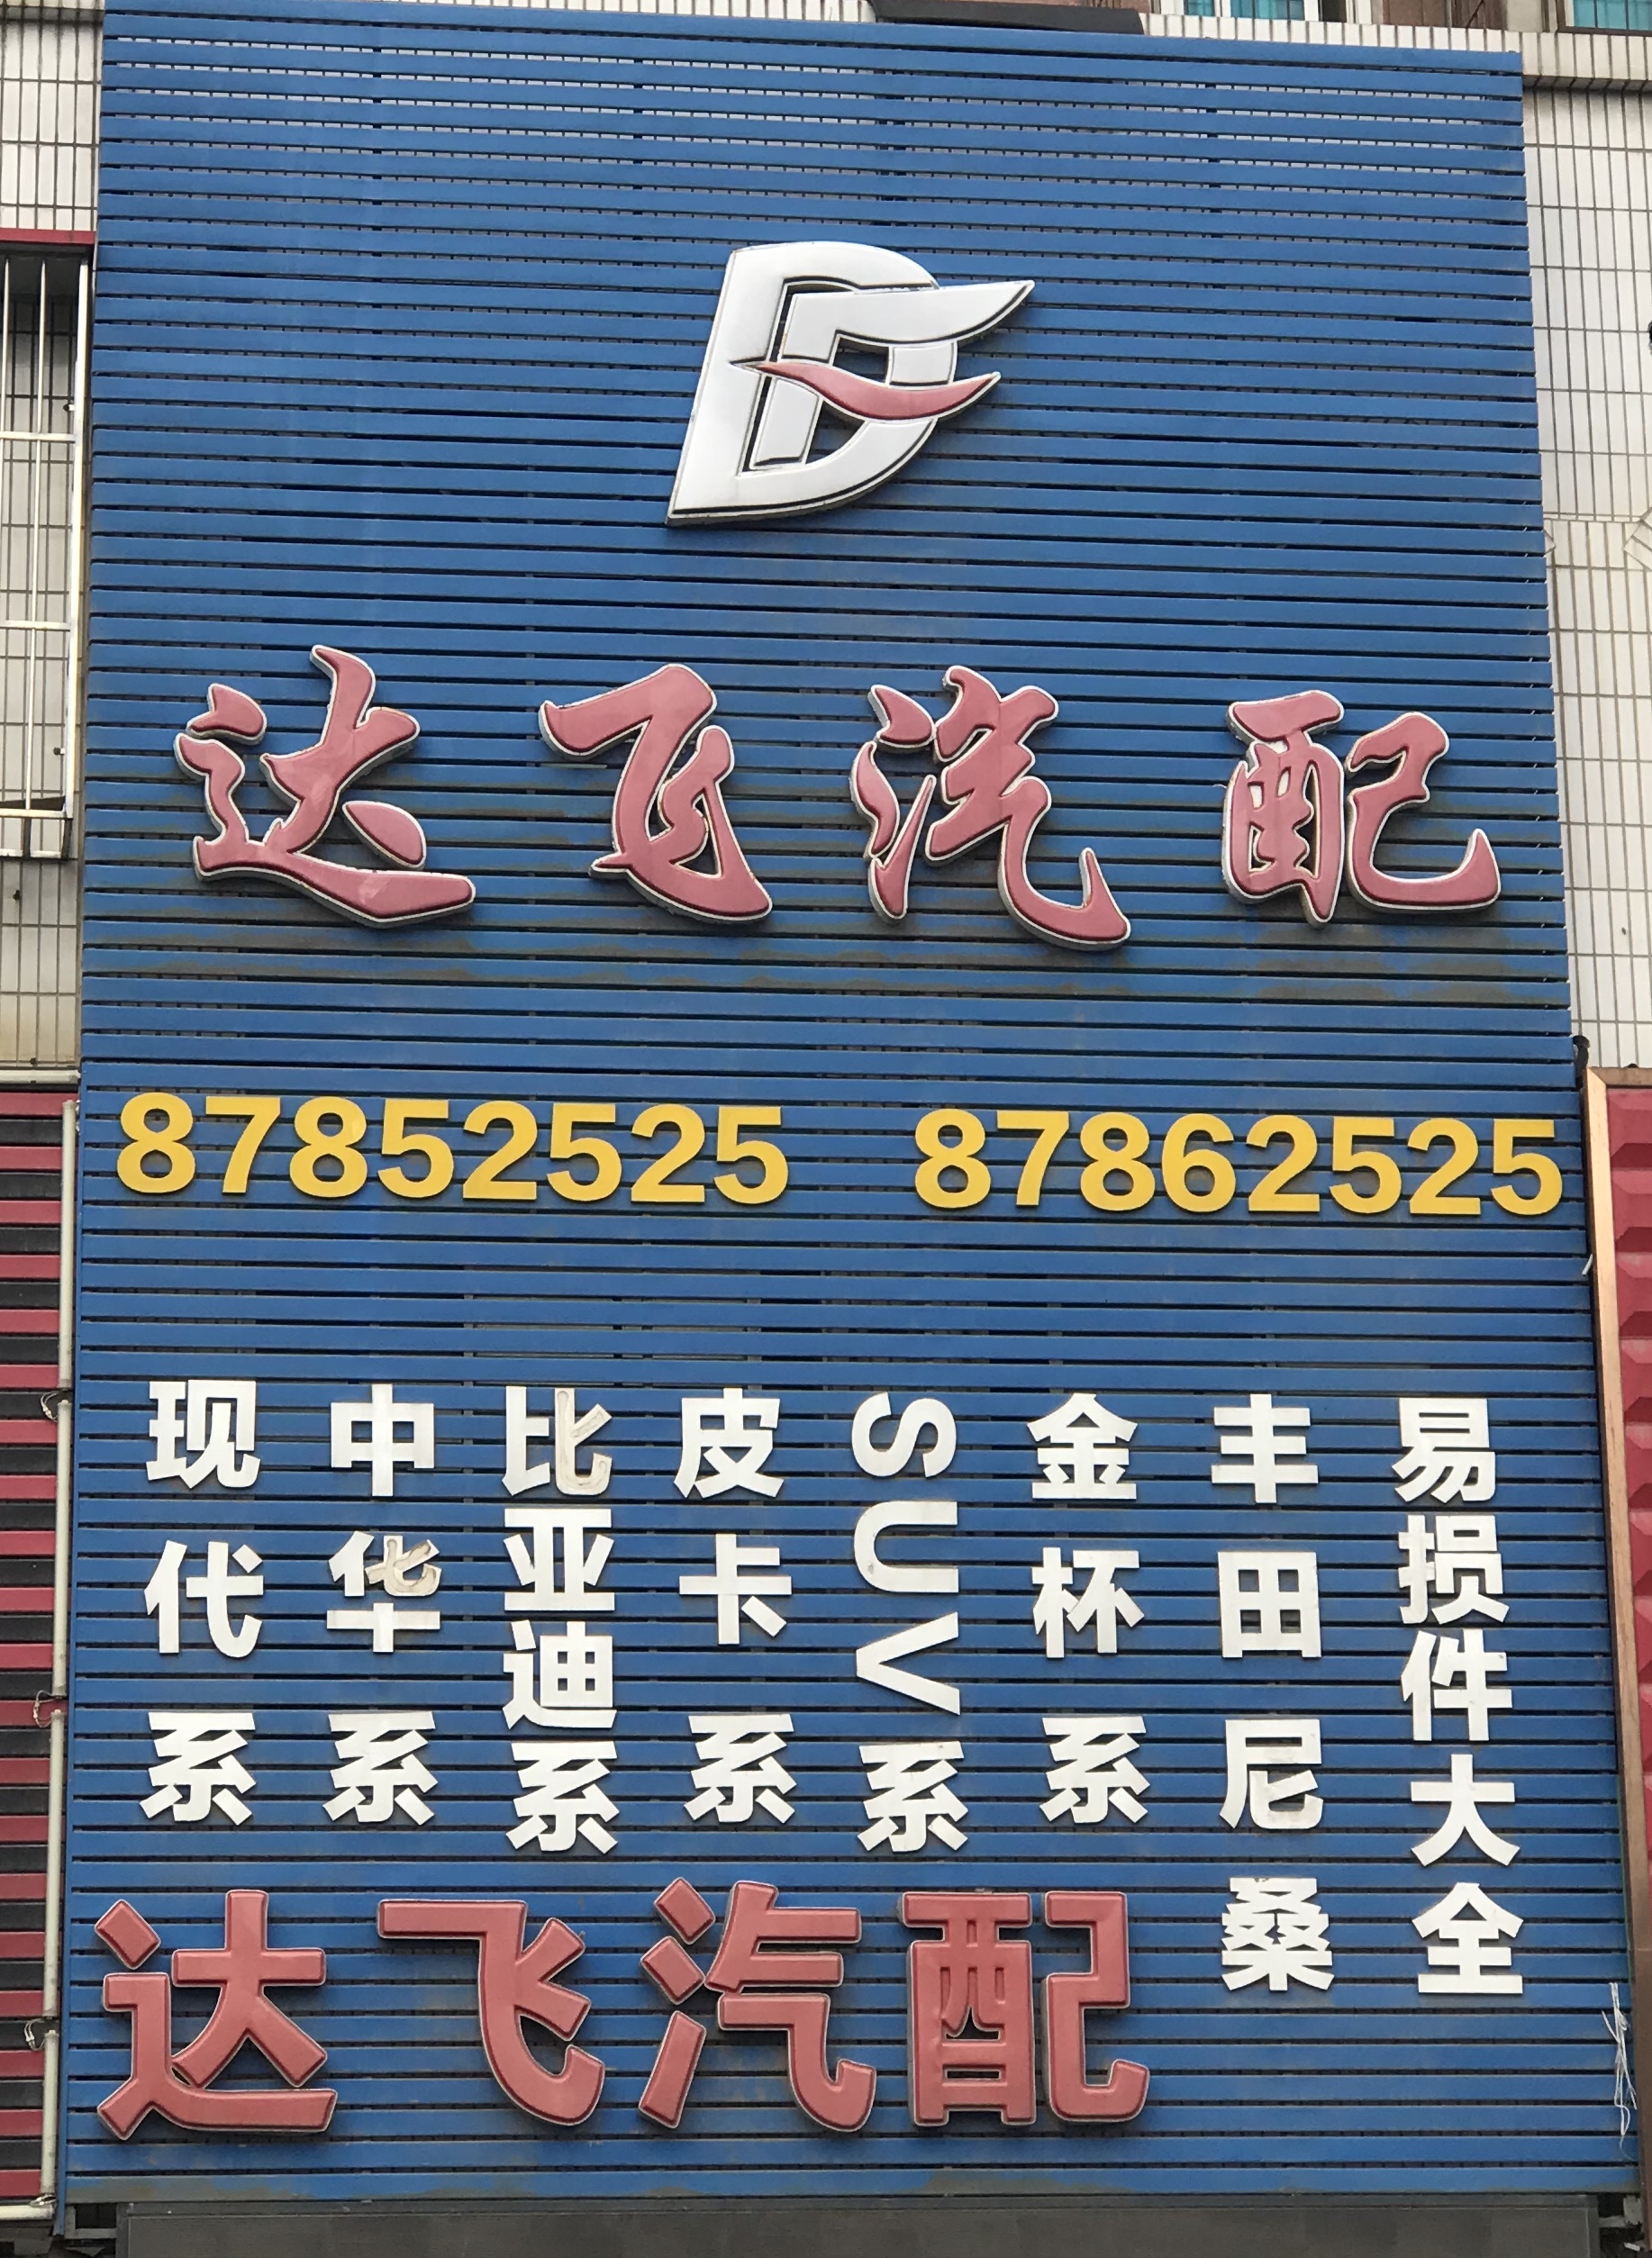 达飞汽配
87852525 87862525
现代系
中华系
比亚迪系
皮卡系
SUV系
金杯系
丰田尼桑
易损件大全
达飞汽配